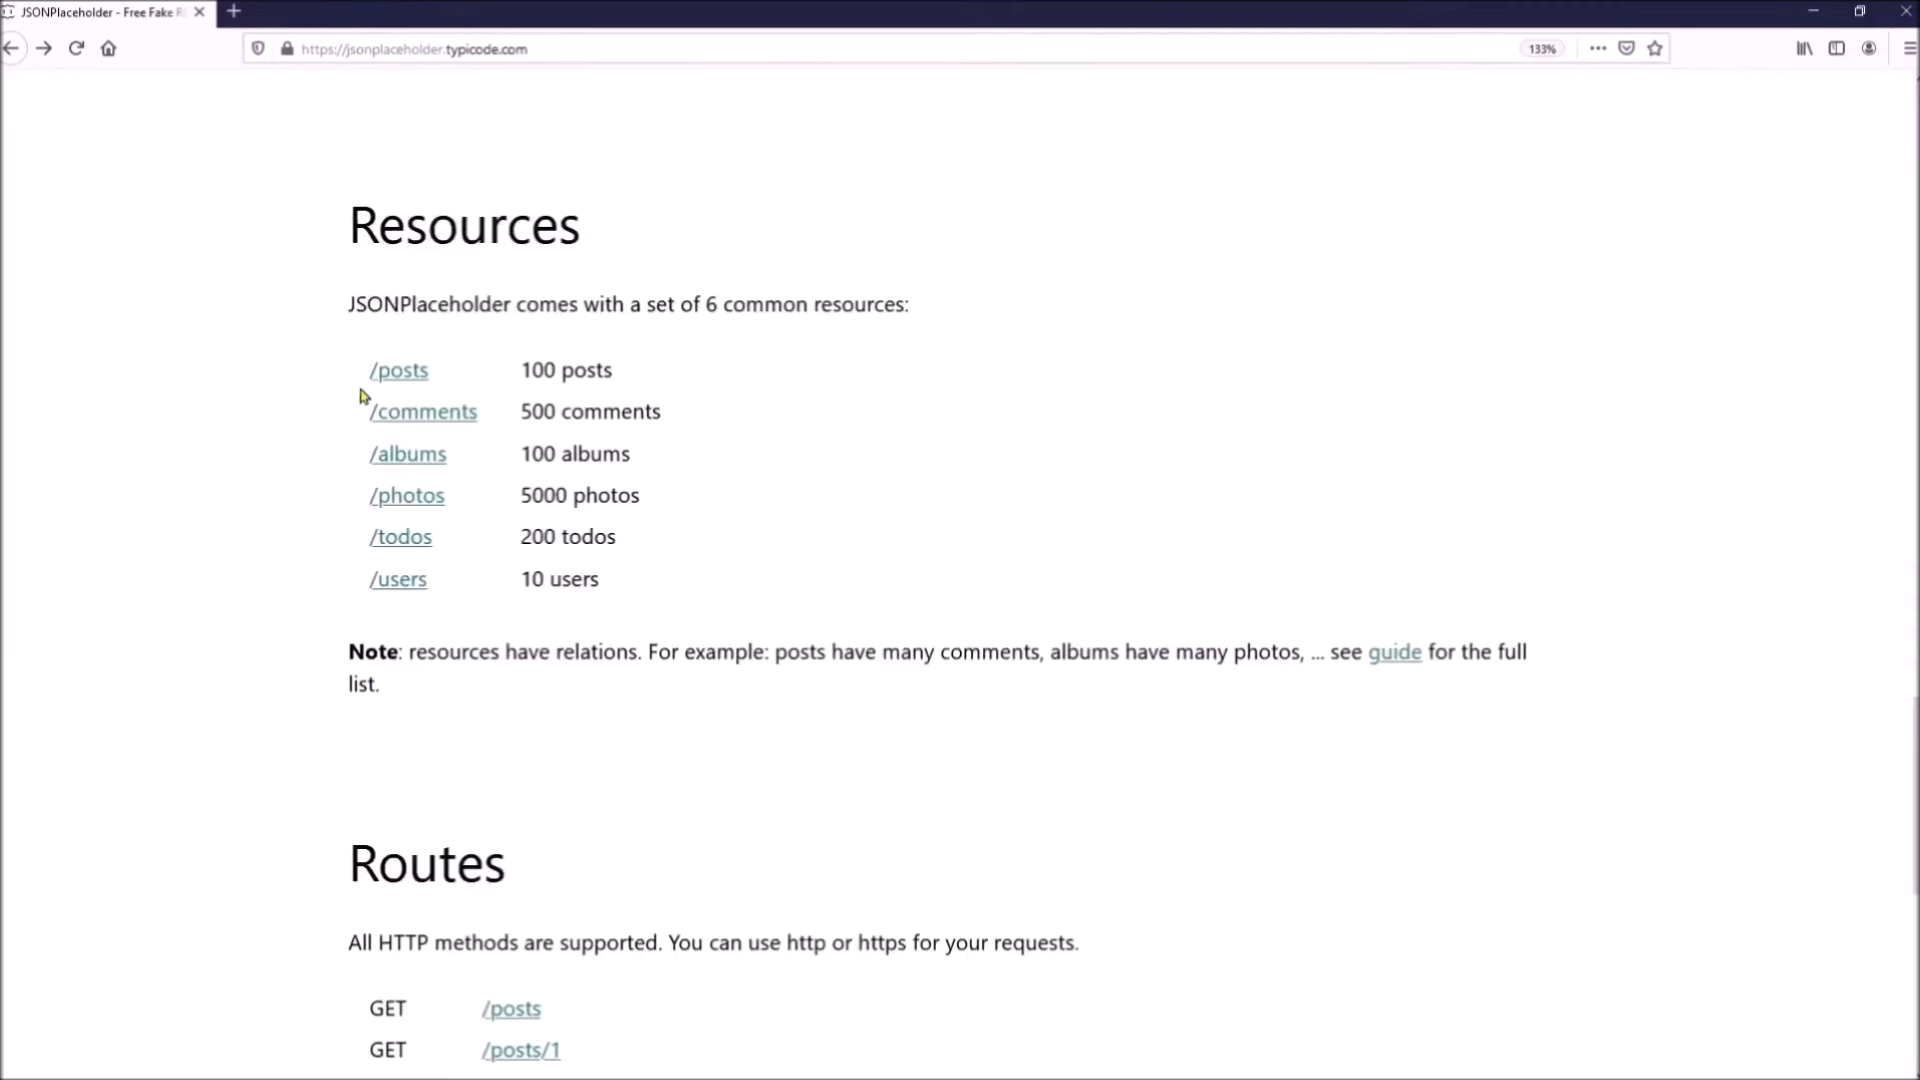 JSONPlaceholder - Free Fake R
https://jsonplaceholder.typicode.com
133%
Resources
JSONPlaceholder comes with a set of 6 common resources:
/posts 100 posts
/comments 500 comments
/albums 100 albums
/photos 5000 photos
/todos 200 todos
/users 10 users
Note: resources have relations. For example: posts have many comments, albums have many photos, ... see guide for the full
list.
Routes
All HTTP methods are supported. You can use http or https for your requests.
GET /posts
GET /posts/1